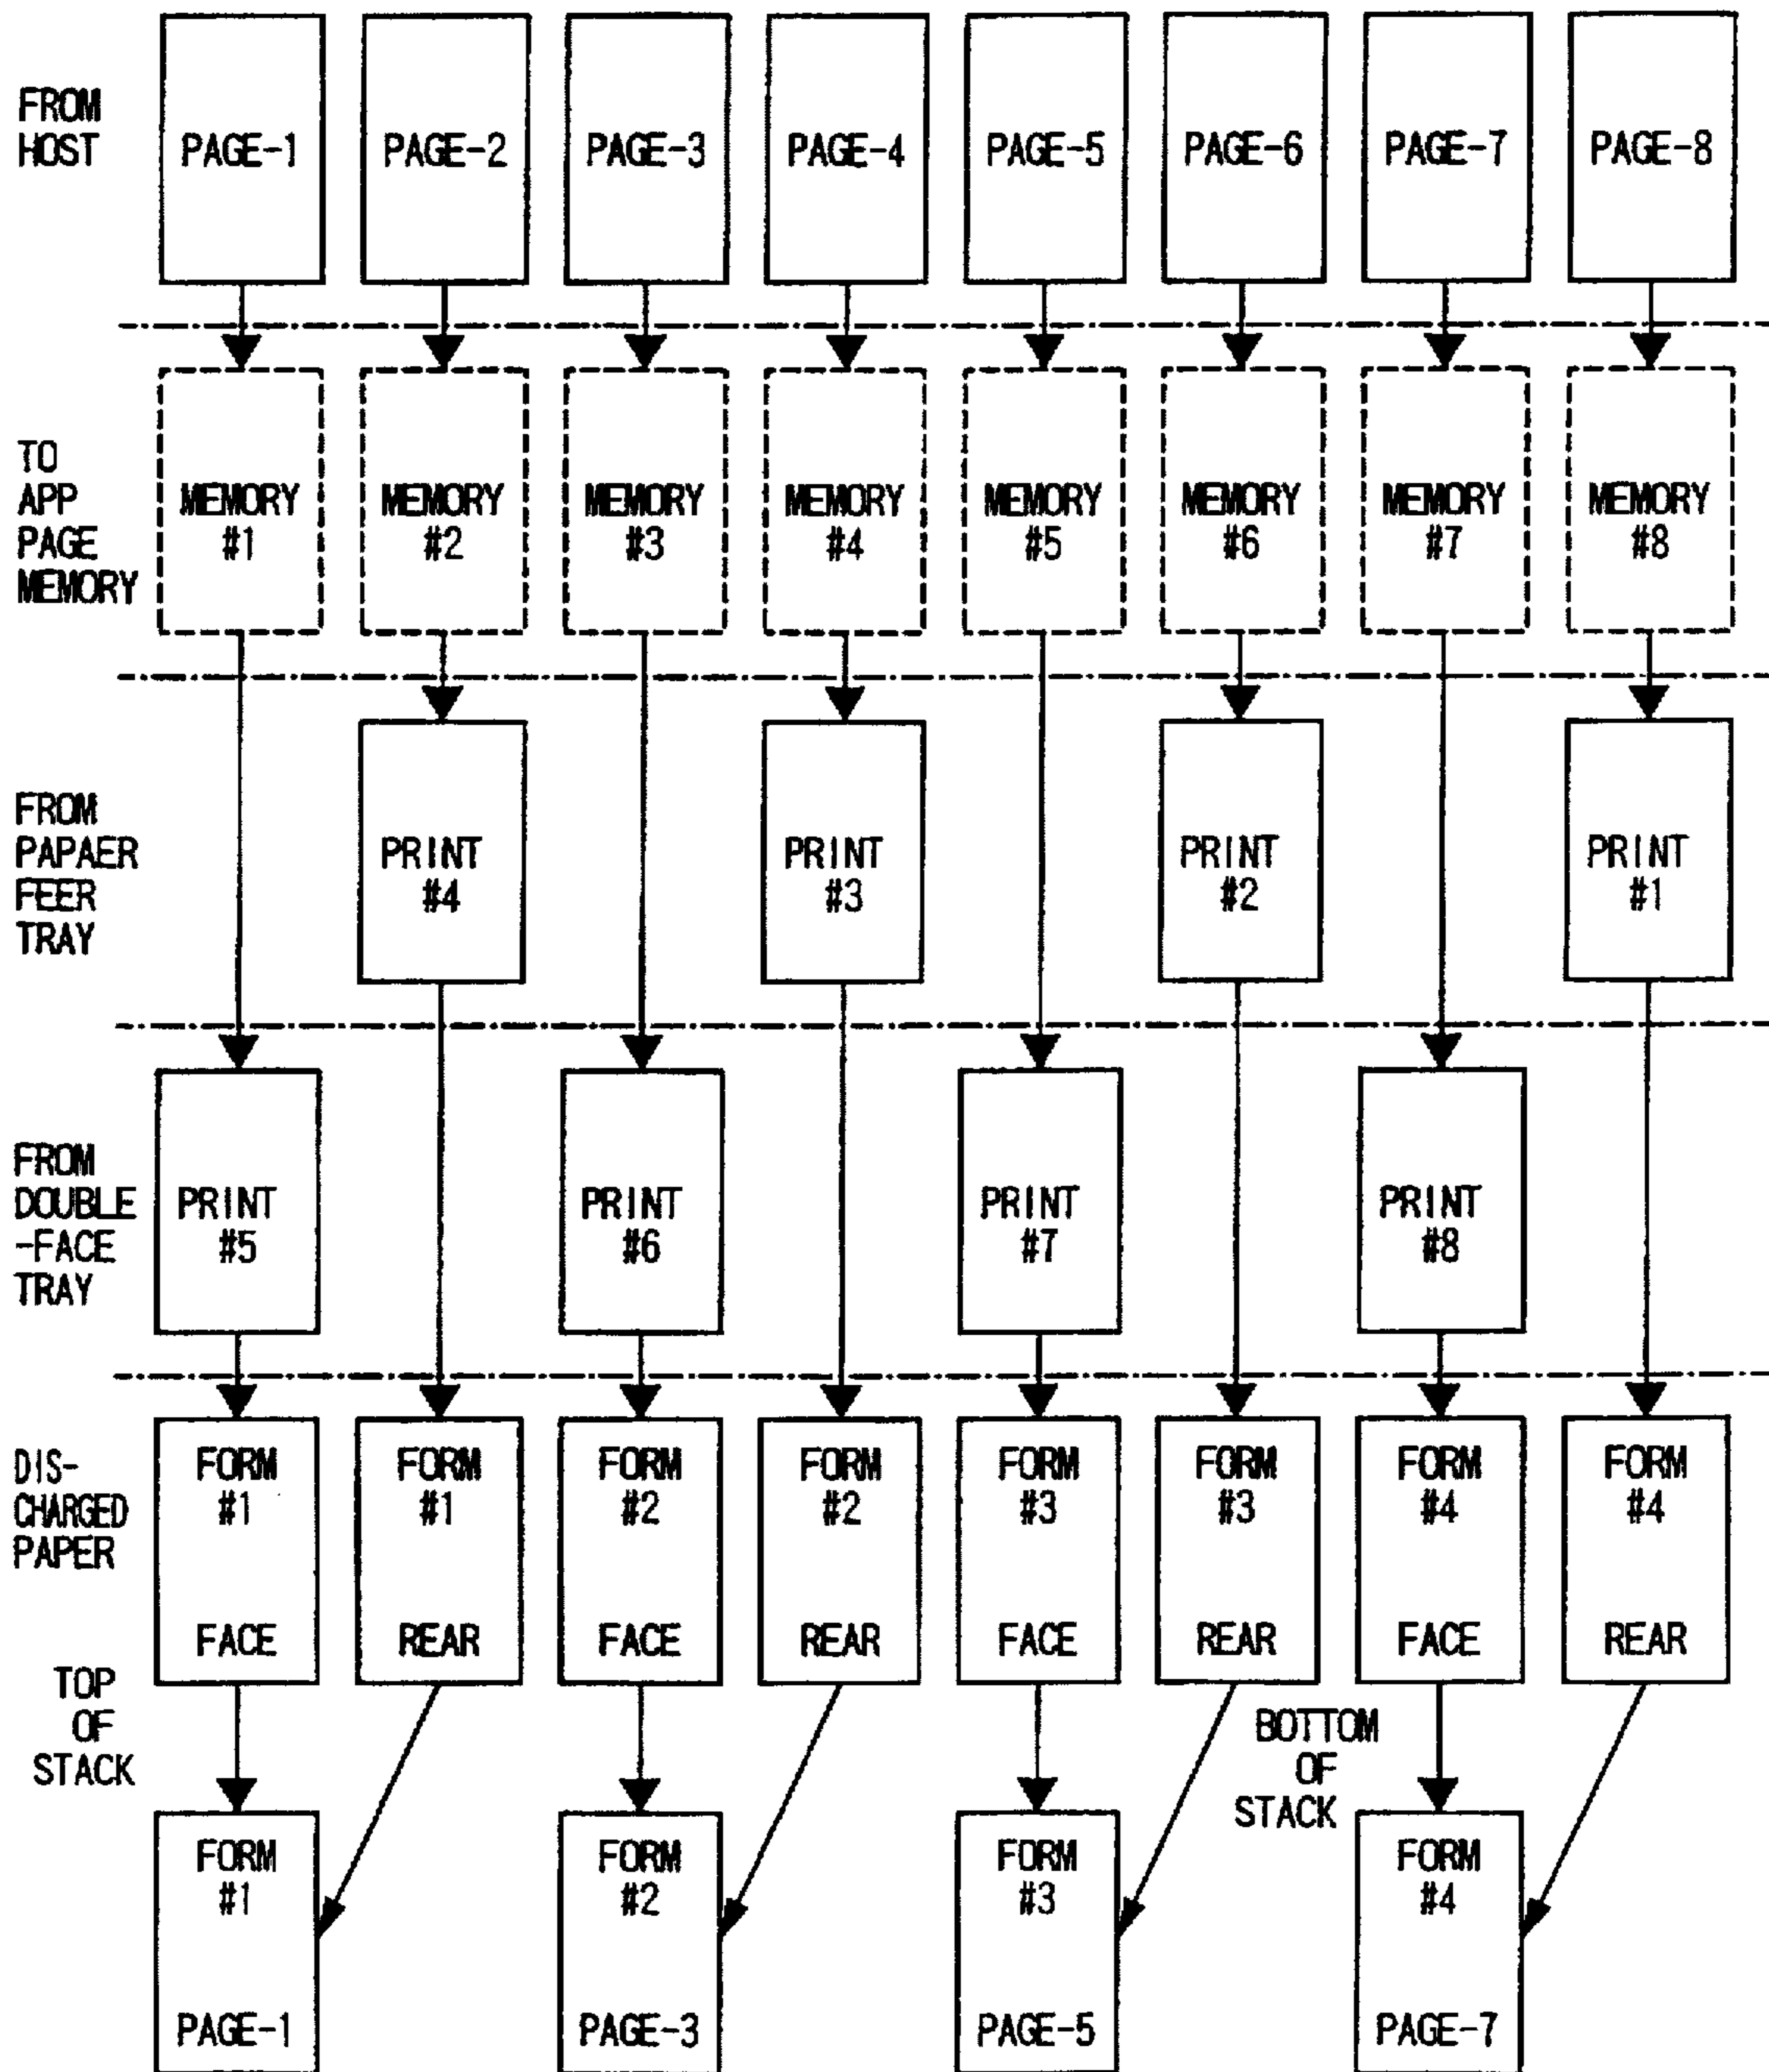 FROM
HOST
PAGE-1 PAGE-2 PAGE-3 PAGE-4 PAGE-5 PAGE-6 PAGE-7 PAGE-8
TO
APP
PAGE
MEMORY
MEMORY MEMORY MEMORY MEMORY MEMORY MEMORY MEMORY MEMORY
#1 #2 #3 #4 #5 #6 #7 #8
FROM
PAPAER
FEER
TRAY
PRINT PRINT PRINT PRINT
#4 #3 #2 #1
FROM
DOUBLE
-FACE
TRAY
PRINT PRINT PRINT PRINT
#5 #6 #7 #8
DIS-
CHARGED
PAPER
FORM FORM FORM FORM FORM FORM FORM FORM
#1 #1 #2 #2 #3 #3 #4 #4
FACE REAR FACE REAR FACE REAR FACE REAR
TOP
OF
STACK
BOTTOM
OF
STACK
FORM FORM FORM FORM
#1 #2 #3 #4
PAGE-1 PAGE-3 PAGE-5 PAGE-7